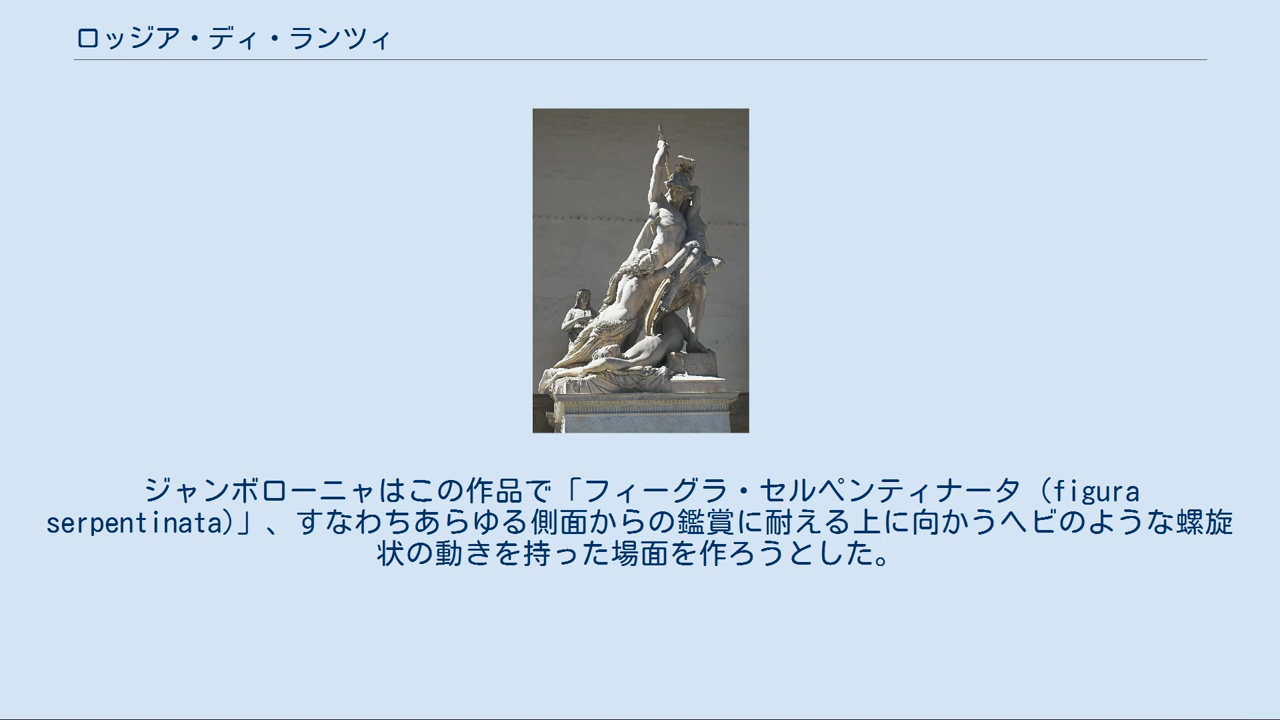 ロッジア・ディ・ランツィ
ジャンボローニャはこの作品で「フィーグラ・セルペンティナータ (figura
serpentinata)」、すなわちあらゆる側面からの鑑賞に耐える上に向かうヘビのような螺旋
状の動きを持った場面を作ろうとした。